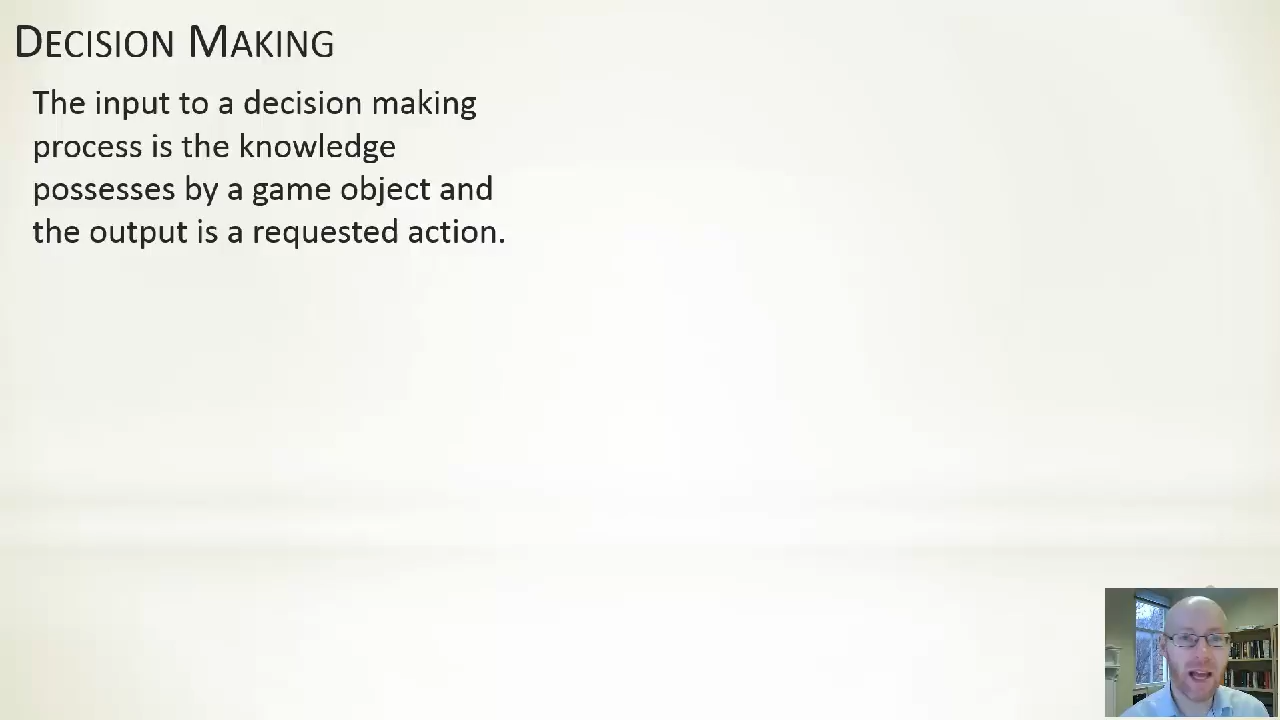 DECISION MAKING
The input to a decision making
process is the knowledge
possesses by a game object and
the output is a requested action.